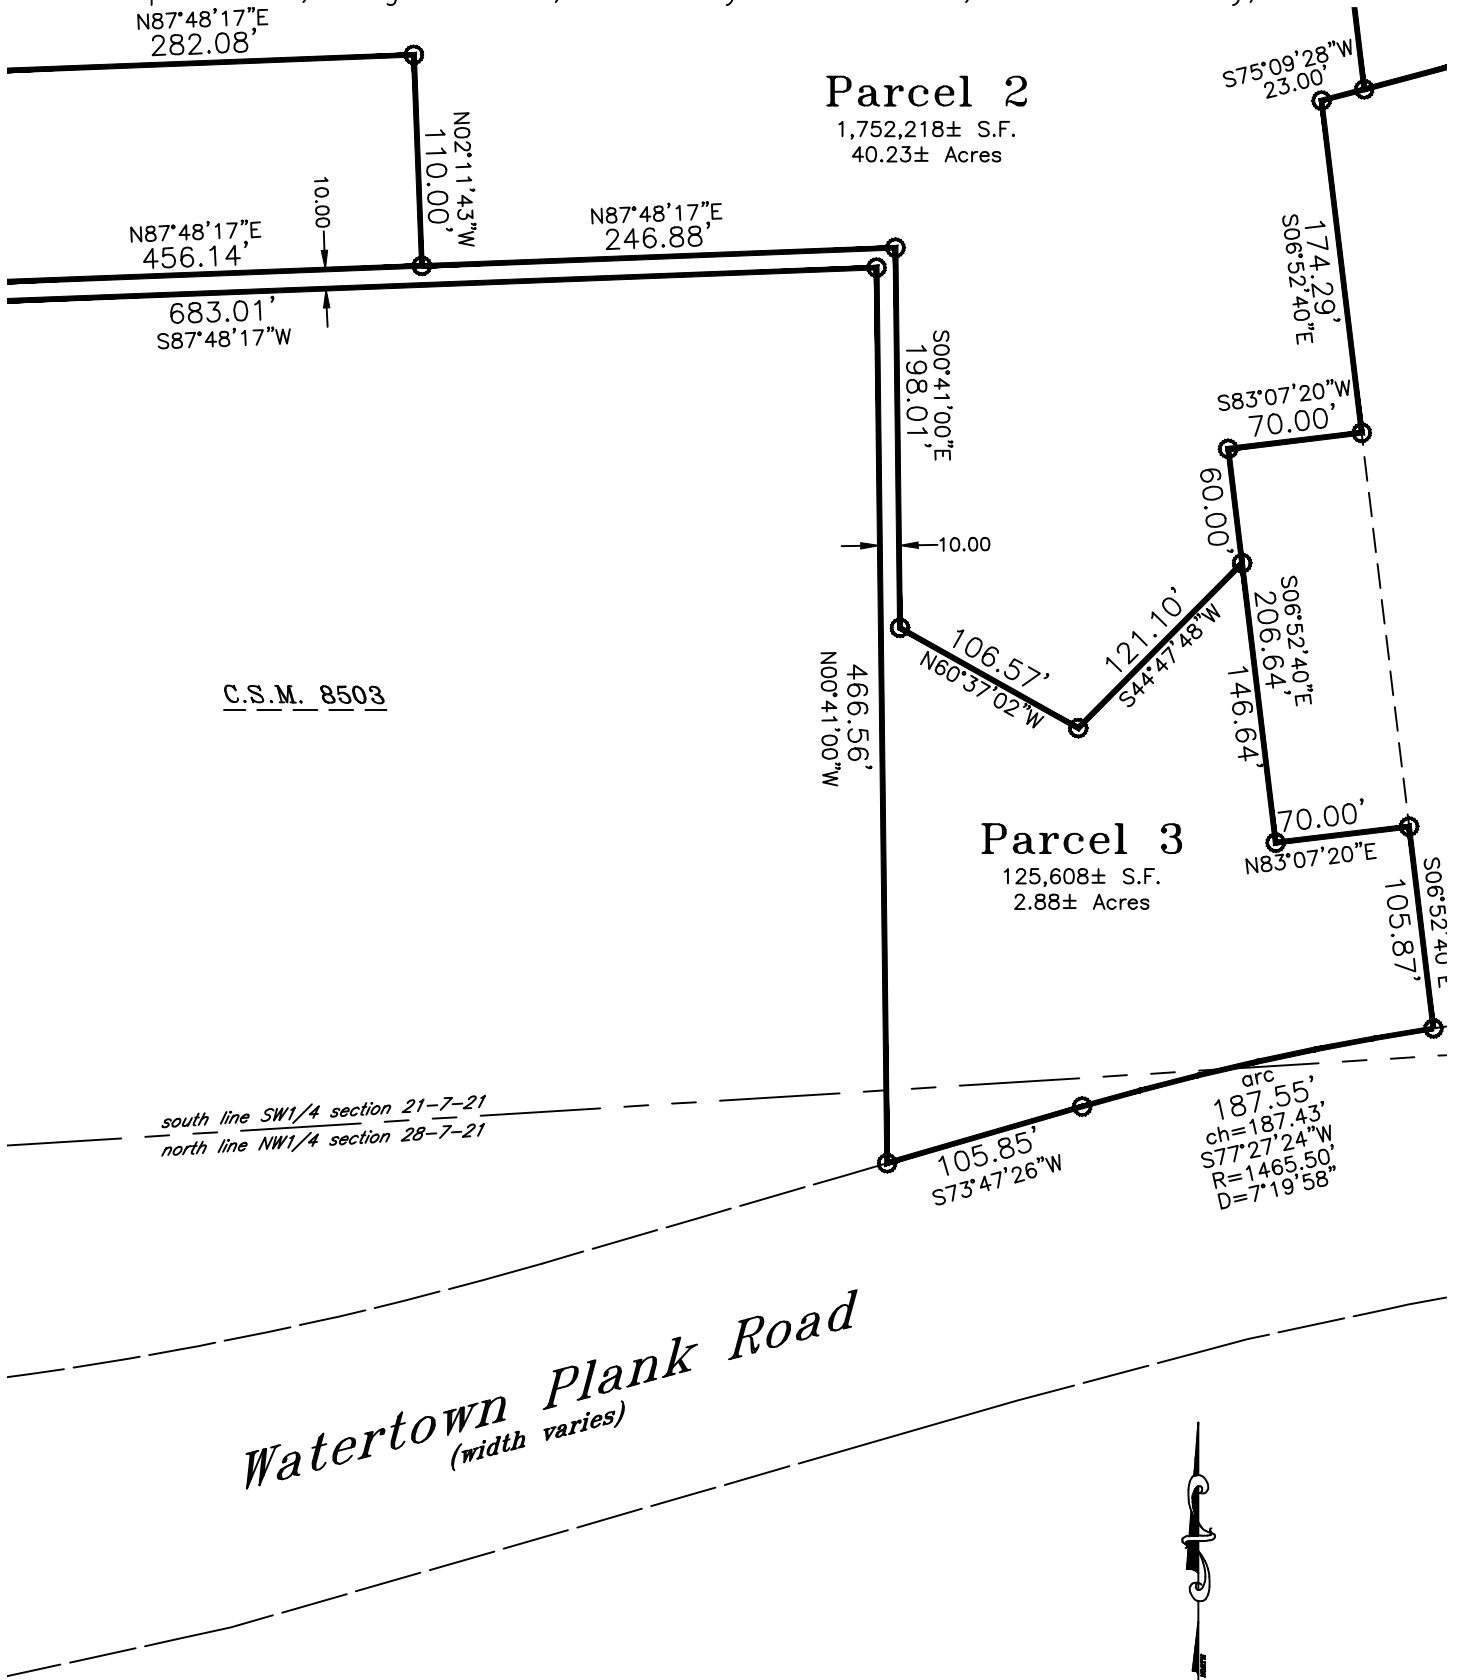 N87°48'17"E
282.08'
Parcel 2
1,752,218± S.F.
40.23± Acres
S75°09'28"W
23.00'
N02°11'43"W
110.00'
10.00
N87°48'17"E
456.14'
N87°48'17"E
246.88'
683.01'
S87°48'17"W
174.29'
S06°52'40"E
S00°41'00"E
198.01'
S83°07'20"W
70.00'
60.00'
10.00
S06°52'40"E
206.64'
146.64'
121.10'
S44°47'48"W
106.57'
N60°37'02"W
466.56'
N00°41'00"W
C.S.M. 8503
Parcel 3
125,608± S.F.
2.88± Acres
70.00'
N83°07'20"E
S06°52'40"E
105.87'
south line SW1/4 section 21-7-21
north line NW1/4 section 28-7-21
105.85'
S73°47'26"W
arc
187.55'
ch=187.43'
S77°27'24"W
R=1465.50'
D=7°19'58"
Watertown Plank Road
(width varies)